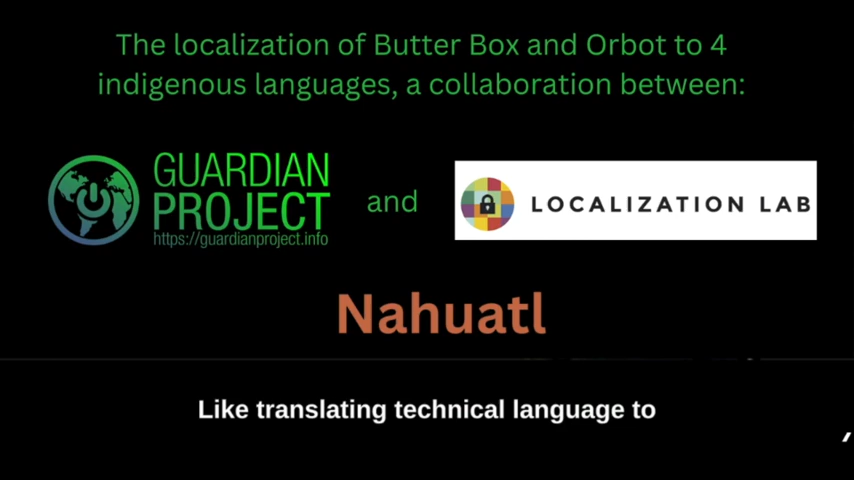 The localization of Butter Box and Orbot to 4
indigenous languages, a collaboration between:
GUARDIAN
PROJECT
https://guardianproject.info
and
LOCALIZATION LAB
Nahuatl
Like translating technical language to
,